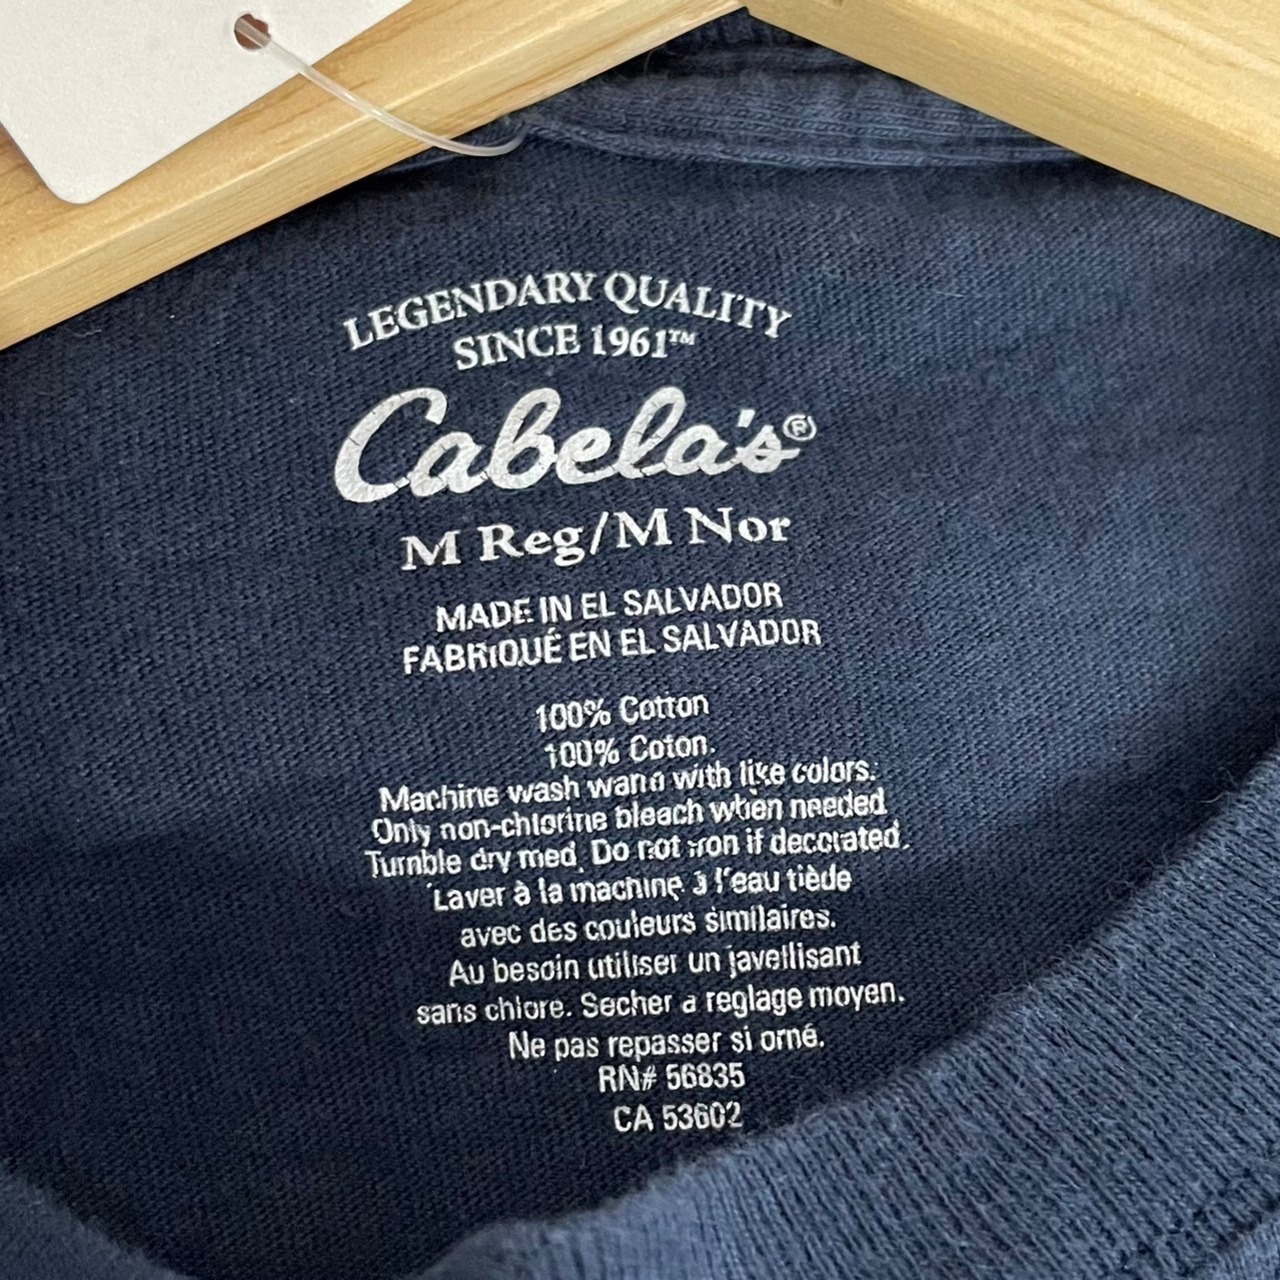 LEGENDARY QUALITY
SINCE 1961™
Cabela's®
M Reg/M Nor
MADE IN EL SALVADOR
FABRIQUÉ EN EL SALVADOR
100% Cotton
100% Coton.
Machine wash warm with like colors.
Only non-chlorine bleach when needed
Tumble dry med. Do not iron if decorated.
Laver à la machine à l'eau tiède
avec des couleurs similaires.
Au besoin utiliser un javellisant
sans chlore. Secher a reglage moyen.
Ne pas repasser si orné.
RN# 56835
CA 53602